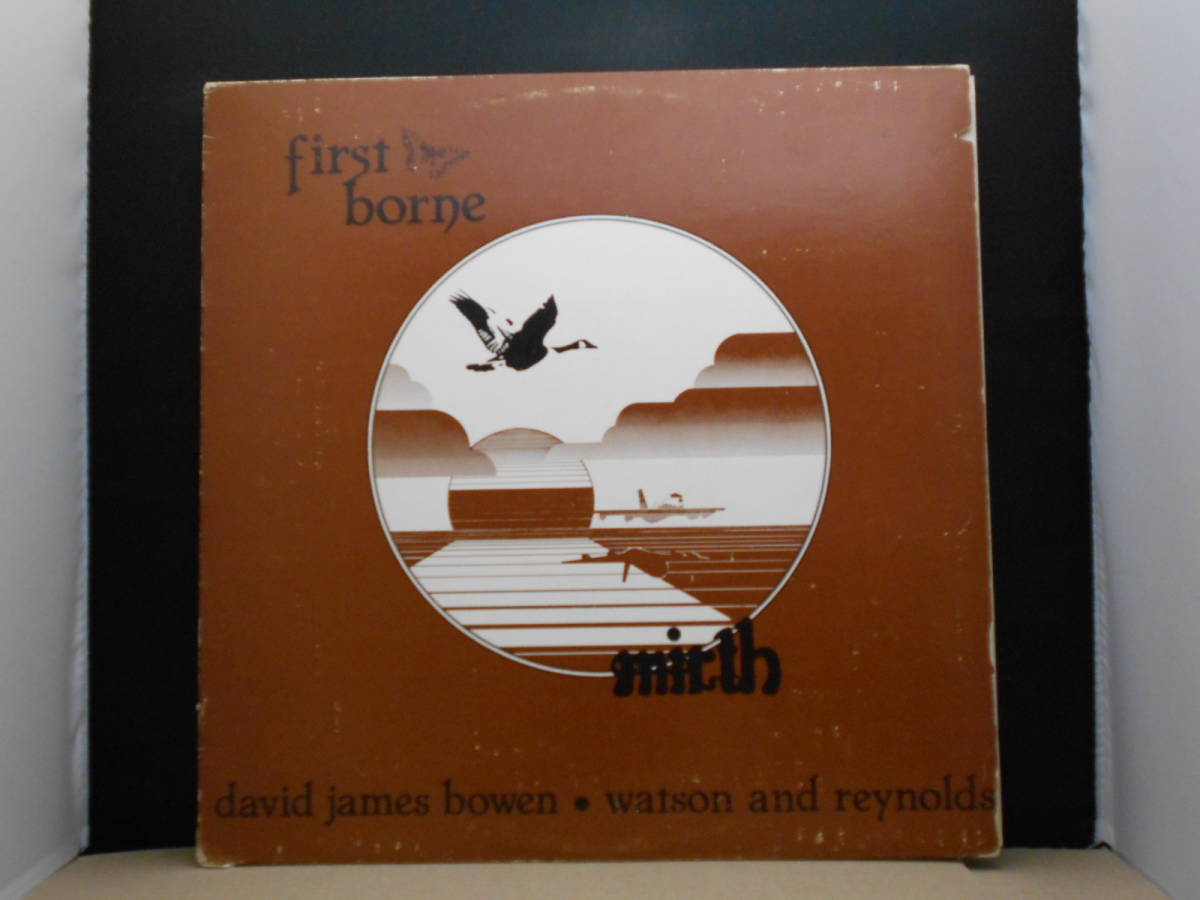 first
borne
mirth
david james bowen • watson and reynolds